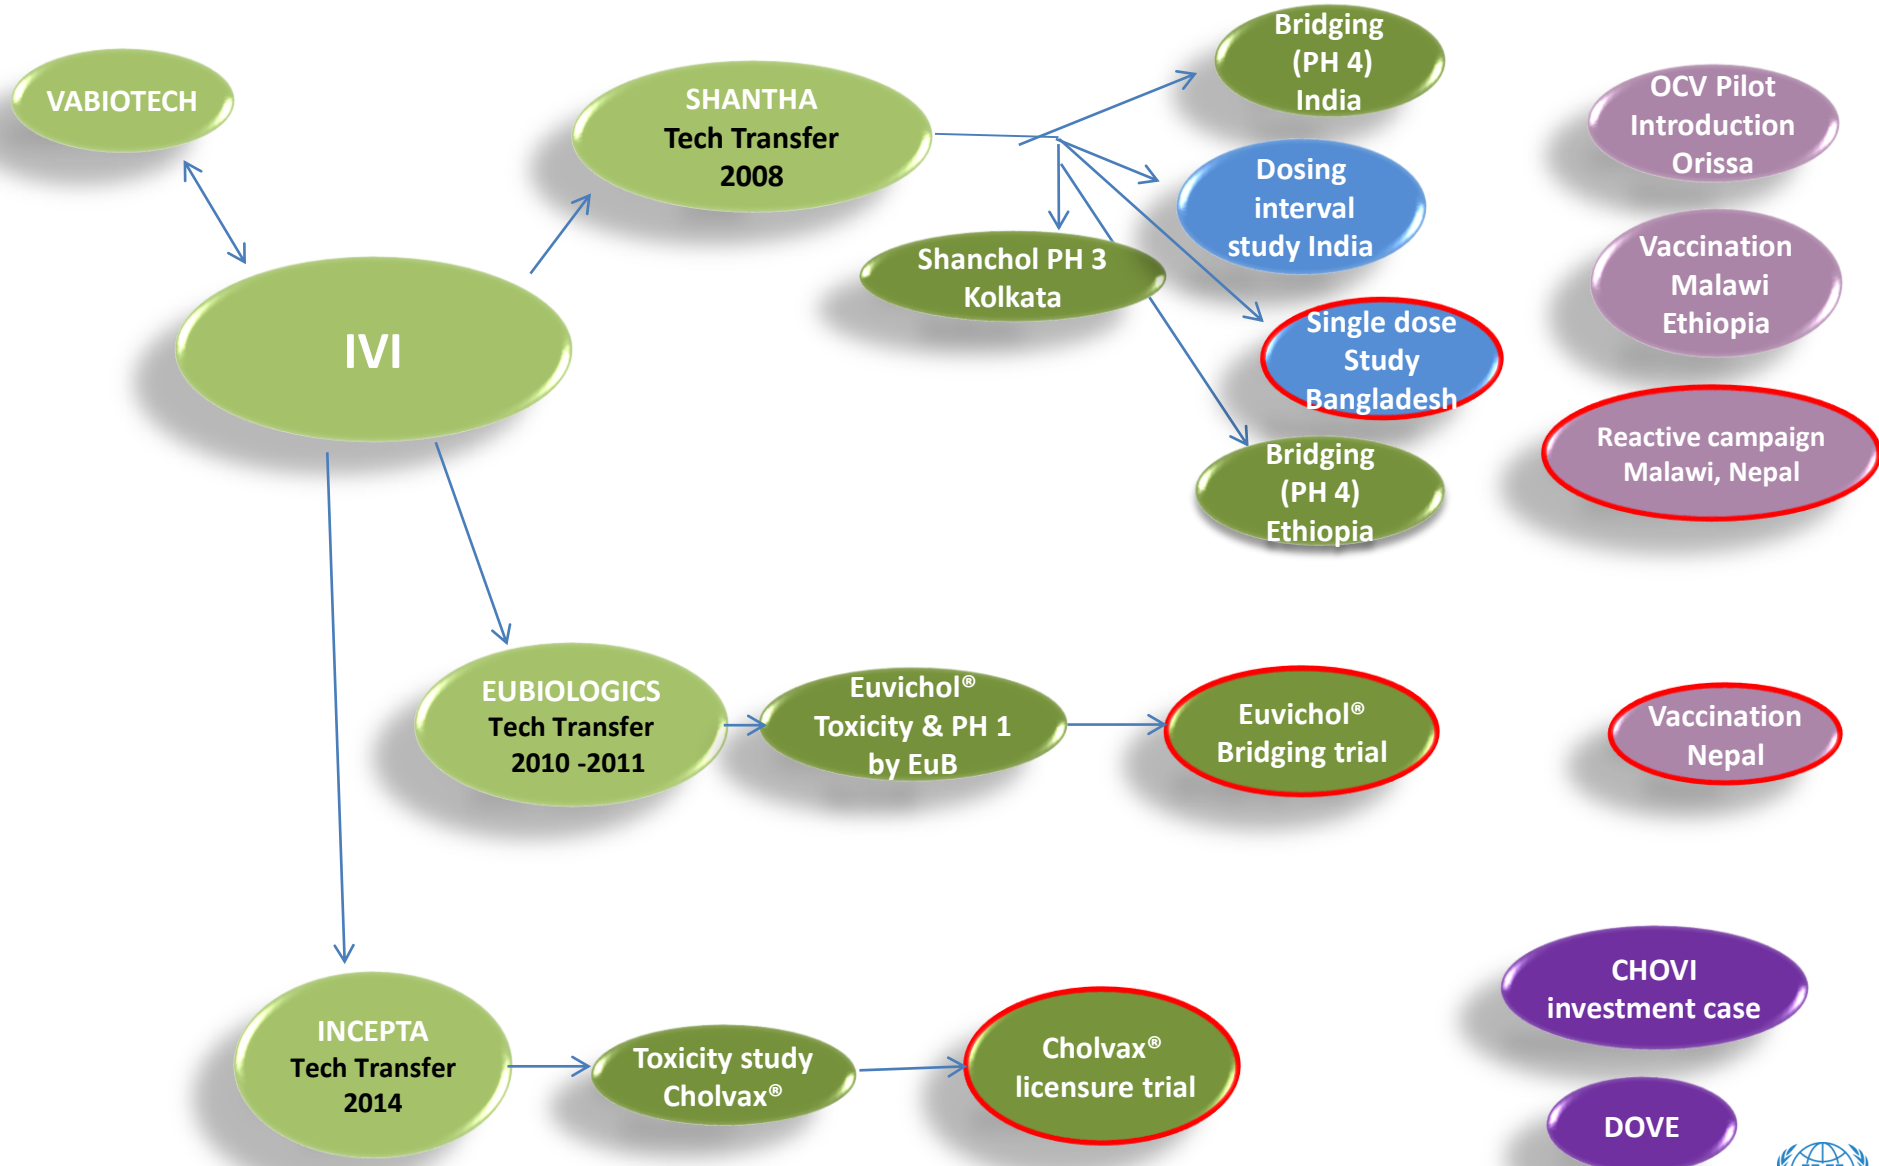 VABIOTECH
SHANTHA
Tech Transfer
2008
Bridging
(PH 4)
India
OCV Pilot
Introduction
Orissa
Dosing
interval
study India
Shanchol PH 3
Kolkata
Vaccination
Malawi
Ethiopia
IVI
Single dose
Study
Bangladesh
Reactive campaign
Malawi, Nepal
Bridging
(PH 4)
Ethiopia
EUBIOLOGICS
Tech Transfer
2010 -2011
Euvichol®
Toxicity & PH 1
by EuB
Euvichol®
Bridging trial
Vaccination
Nepal
CHOVI
investment case
INCEPTA
Tech Transfer
2014
Toxicity study
Cholvax®
Cholvax®
licensure trial
DOVE